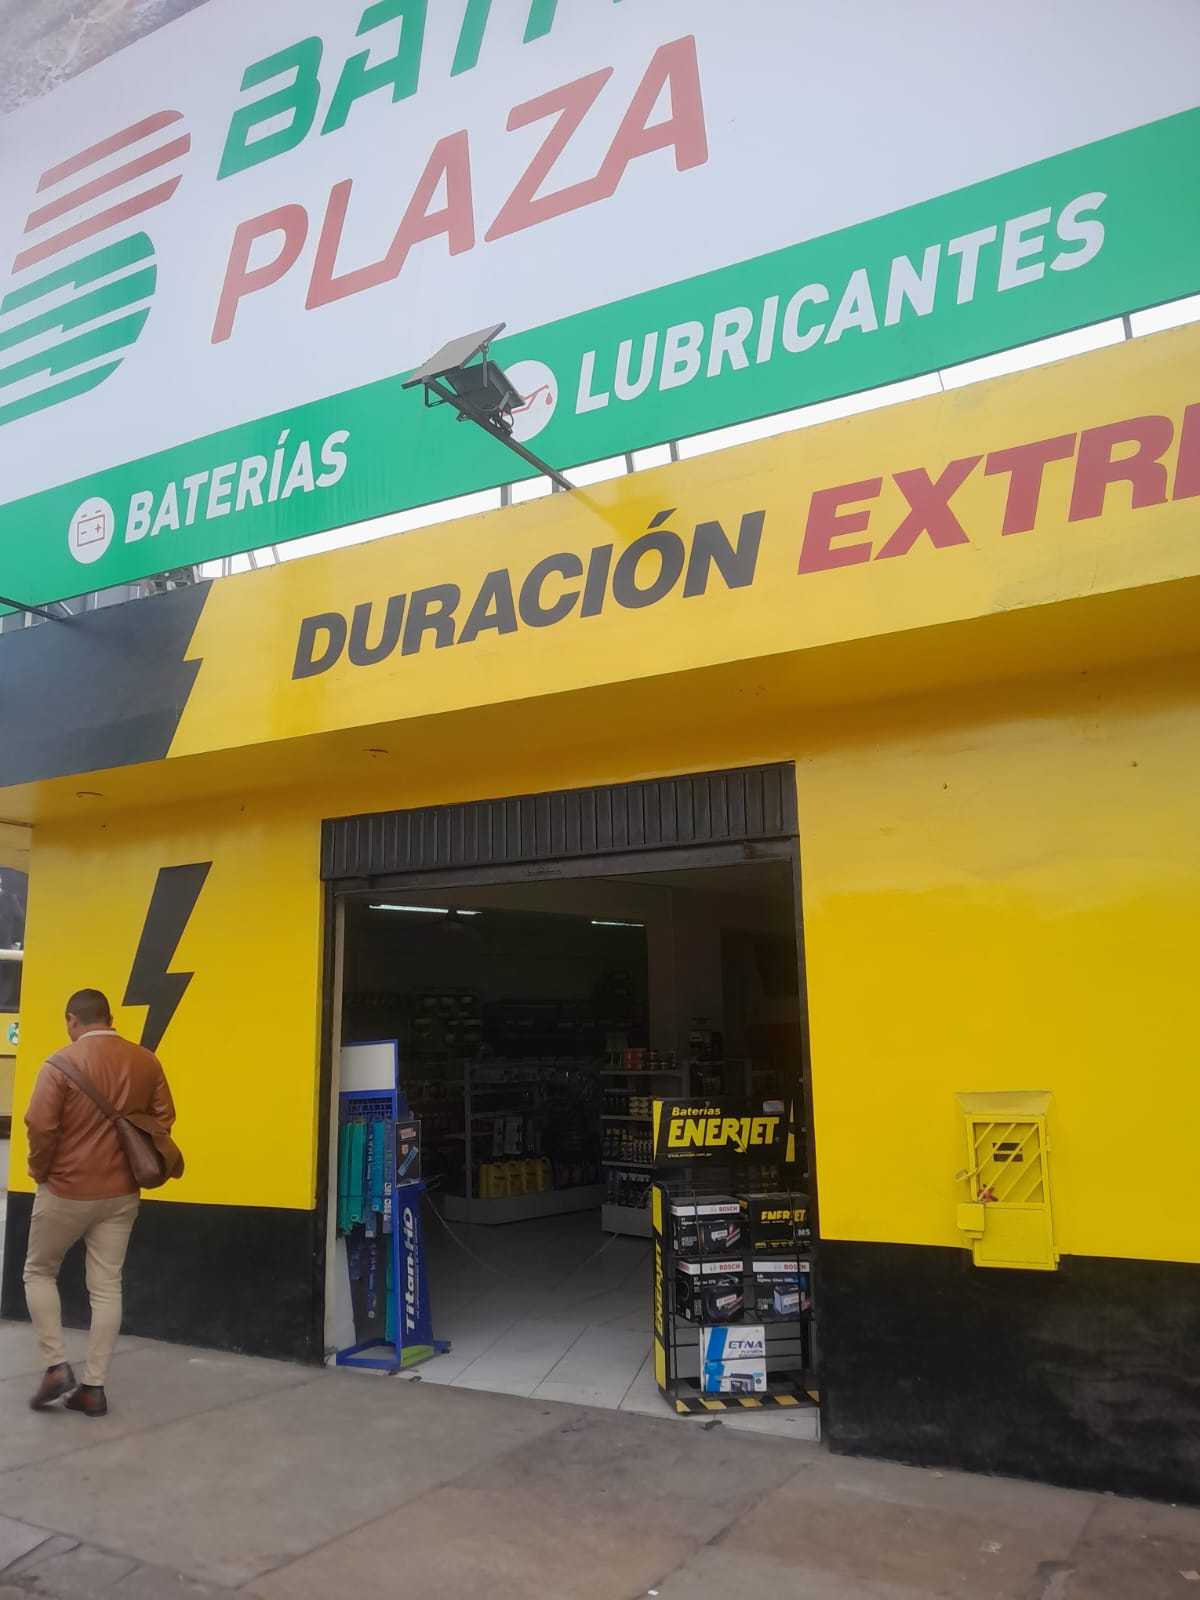 PLAZA
BATERÍAS
LUBRICANTES
DURACIÓN
Baterías
ENERJET
BOSCH
ENERJET
BOSCH
BOSCH
Titan-HD
ETNA